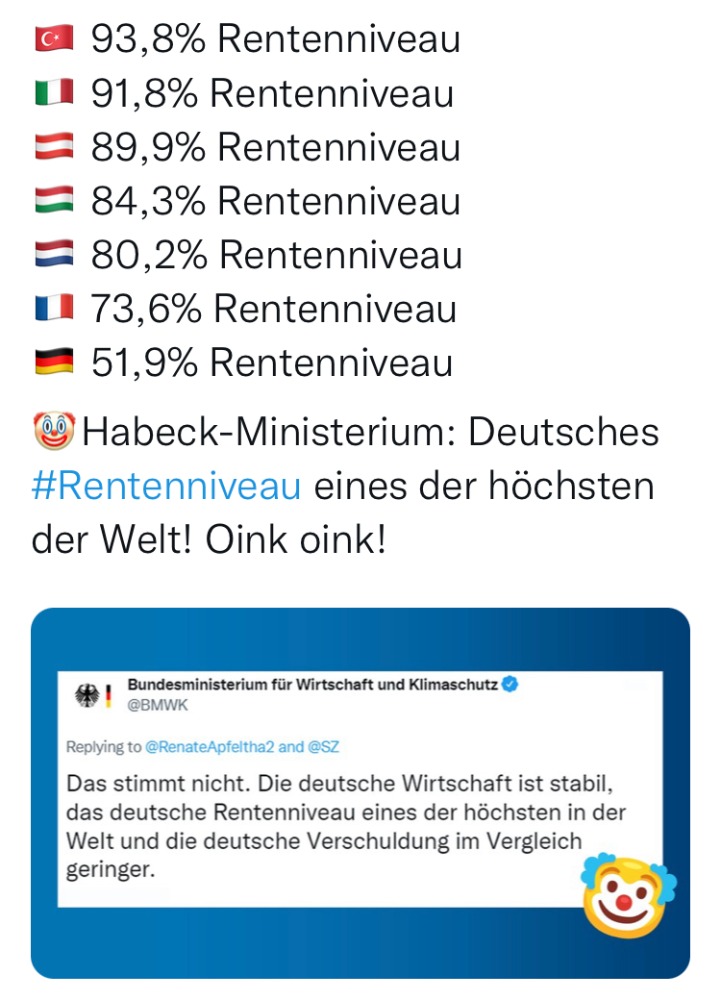 93,8% Rentenniveau
91,8% Rentenniveau
89,9% Rentenniveau
84,3% Rentenniveau
80,2% Rentenniveau
73,6% Rentenniveau
51,9% Rentenniveau
Habeck-Ministerium: Deutsches
#Rentenniveau eines der höchsten
der Welt! Oink oink!
Bundesministerium für Wirtschaft und Klimaschutz
@BMWK
Replying to @RenateApfeltha2 and @SZ
Das stimmt nicht. Die deutsche Wirtschaft ist stabil,
das deutsche Rentenniveau eines der höchsten in der
Welt und die deutsche Verschuldung im Vergleich
geringer.